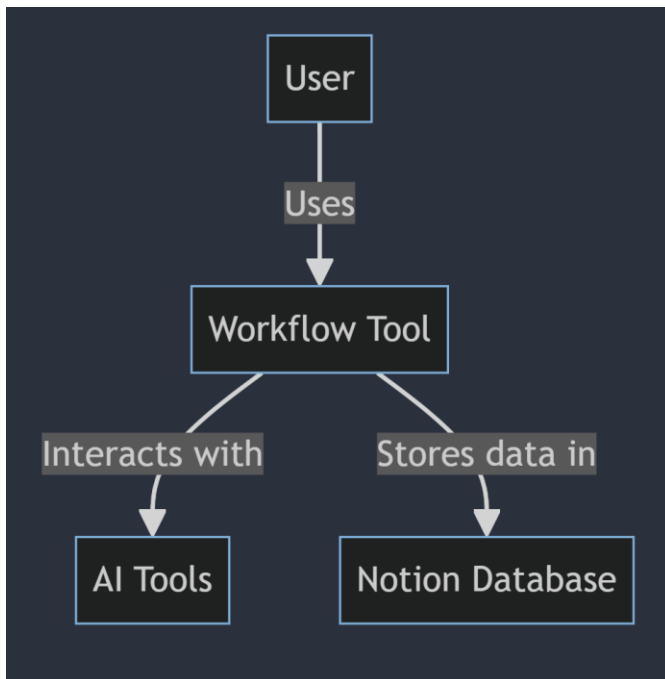 User
Uses
Workflow Tool
Interacts with
Stores data in
AI Tools
Notion Database